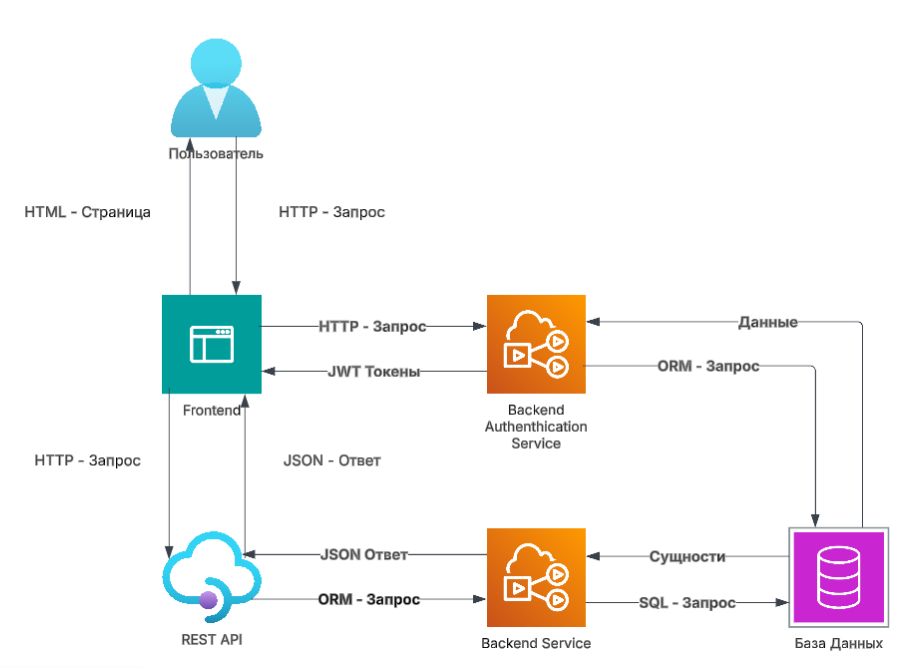 Пользователь
HTML - Страница
HTTP - Запрос
HTTP - Запрос
Данные
JWT Токены
ORM - Запрос
Frontend
Backend
Authenthication
Service
HTTP - Запрос
JSON - Ответ
JSON Ответ
Сущности
ORM - Запрос
SQL - Запрос
REST API
Backend Service
База Данных